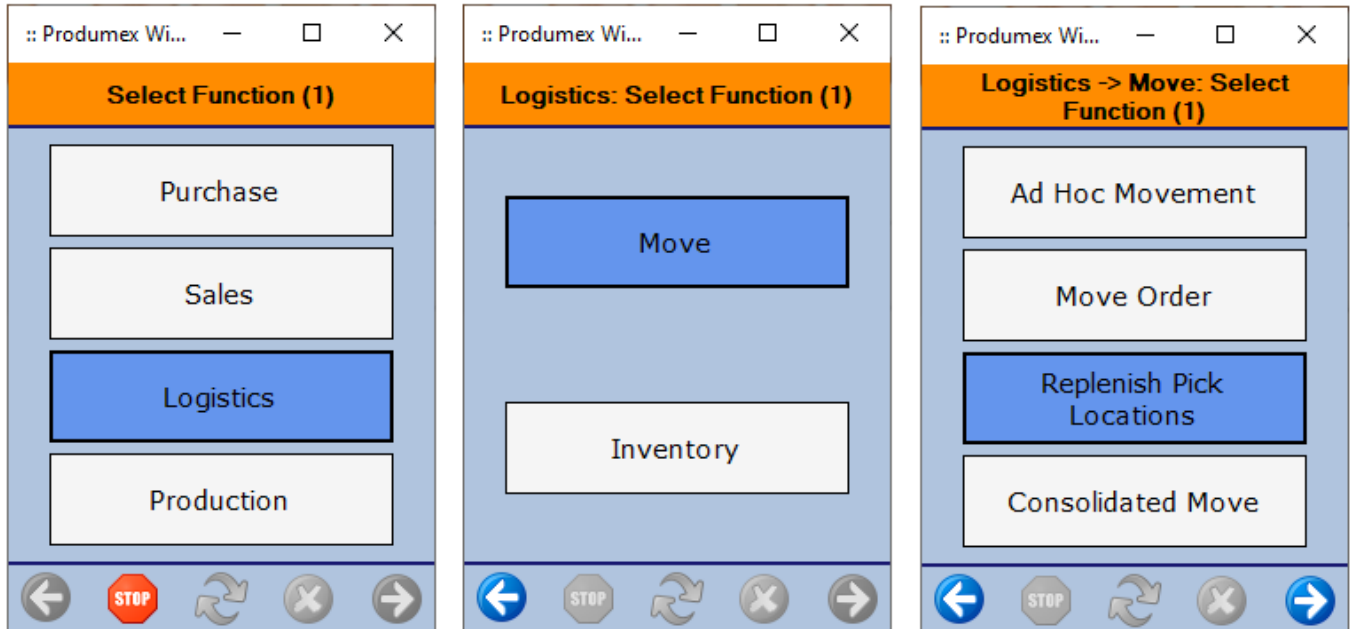 :: Produmex Wi...
Select Function (1)
Purchase
Sales
Logistics
Production
STOP
:: Produmex Wi...
Logistics: Select Function (1)
Move
Inventory
STOP
:: Produmex Wi...
Logistics -> Move: Select
Function (1)
Ad Hoc Movement
Move Order
Replenish Pick
Locations
Consolidated Move
STOP